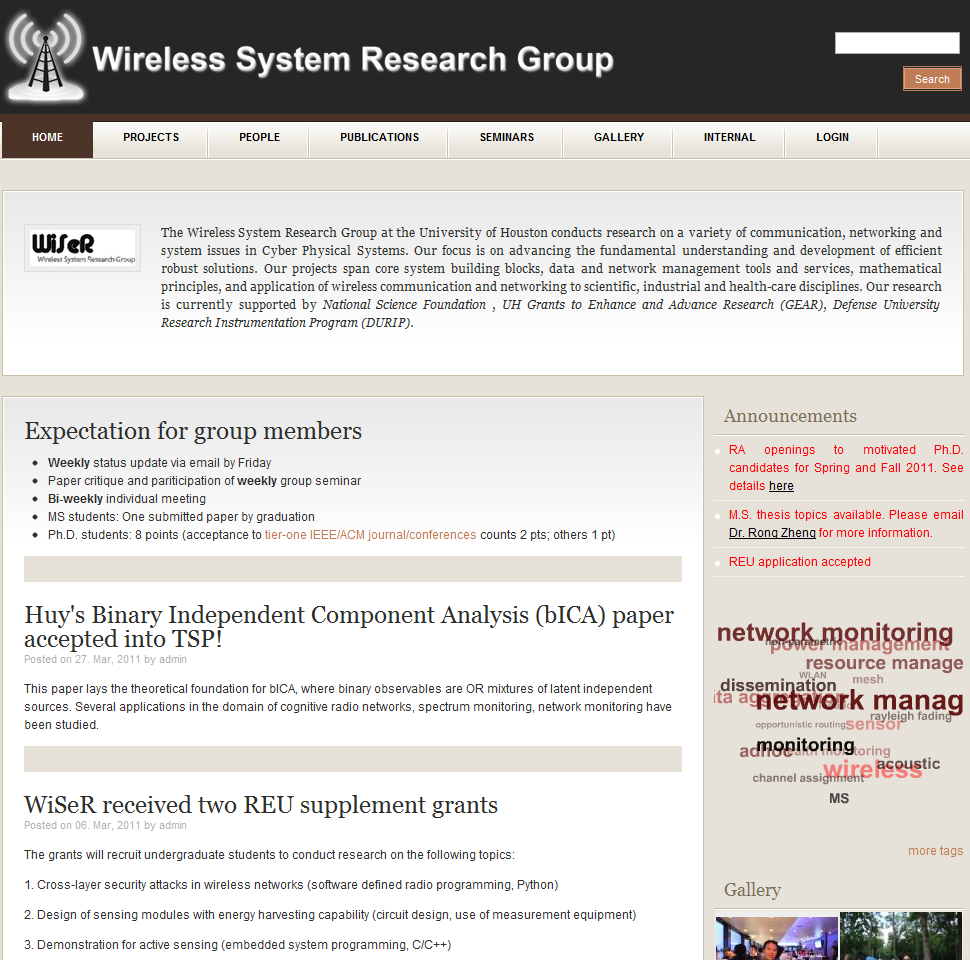 Wireless System Research Group
Search
HOME
PROJECTS
PEOPLE
PUBLICATIONS
SEMINARS
GALLERY
INTERNAL
LOGIN
WiSeR
Wireless System Research Group
The Wireless System Research Group at the University of Houston conducts research on a variety of communication, networking and
system issues in Cyber Physical Systems. Our focus is on advancing the fundamental understanding and development of efficient
robust solutions. Our projects span core system building blocks, data and network management tools and services, mathematical
principles, and application of wireless communication and networking to scientific, industrial and health-care disciplines. Our research
is currently supported by National Science Foundation , UH Grants to Enhance and Advance Research (GEAR), Defense University
Research Instrumentation Program (DURIP).
Expectation for group members
Weekly status update via email by Friday
Paper critique and pariticipation of weekly group seminar
Bi-weekly individual meeting
MS students: One submitted paper by graduation
Ph.D. students: 8 points (acceptance to tier-one IEEE/ACM journal/conferences counts 2 pts; others 1 pt)
Huy's Binary Independent Component Analysis (bICA) paper
accepted into TSP!
Posted on 27. Mar, 2011 by admin
This paper lays the theoretical foundation for bICA, where binary observables are OR mixtures of latent independent
sources. Several applications in the domain of cognitive radio networks, spectrum monitoring, network monitoring have
been studied.
WiSeR received two REU supplement grants
Posted on 06. Mar, 2011 by admin
The grants will recruit undergraduate students to conduct research on the following topics:
1. Cross-layer security attacks in wireless networks (software defined radio programming, Python)
2. Design of sensing modules with energy harvesting capability (circuit design, use of measurement equipment)
3. Demonstration for active sensing (embedded system programming, C/C++)
Announcements
RA openings to motivated Ph.D.
candidates for Spring and Fall 2011. See
details here
M.S. thesis topics available. Please email
Dr. Rong Zheng for more information.
REU application accepted
network monitoring
non-parametric
power management
resource manage
WLAN
mesh
dissemination
ta aggregation
network manag
rayleigh fading
opportunistic routing
sensor
monitoring
adhoc
health monitoring
acoustic
wireless
channel assignment
MS
more tags
Gallery